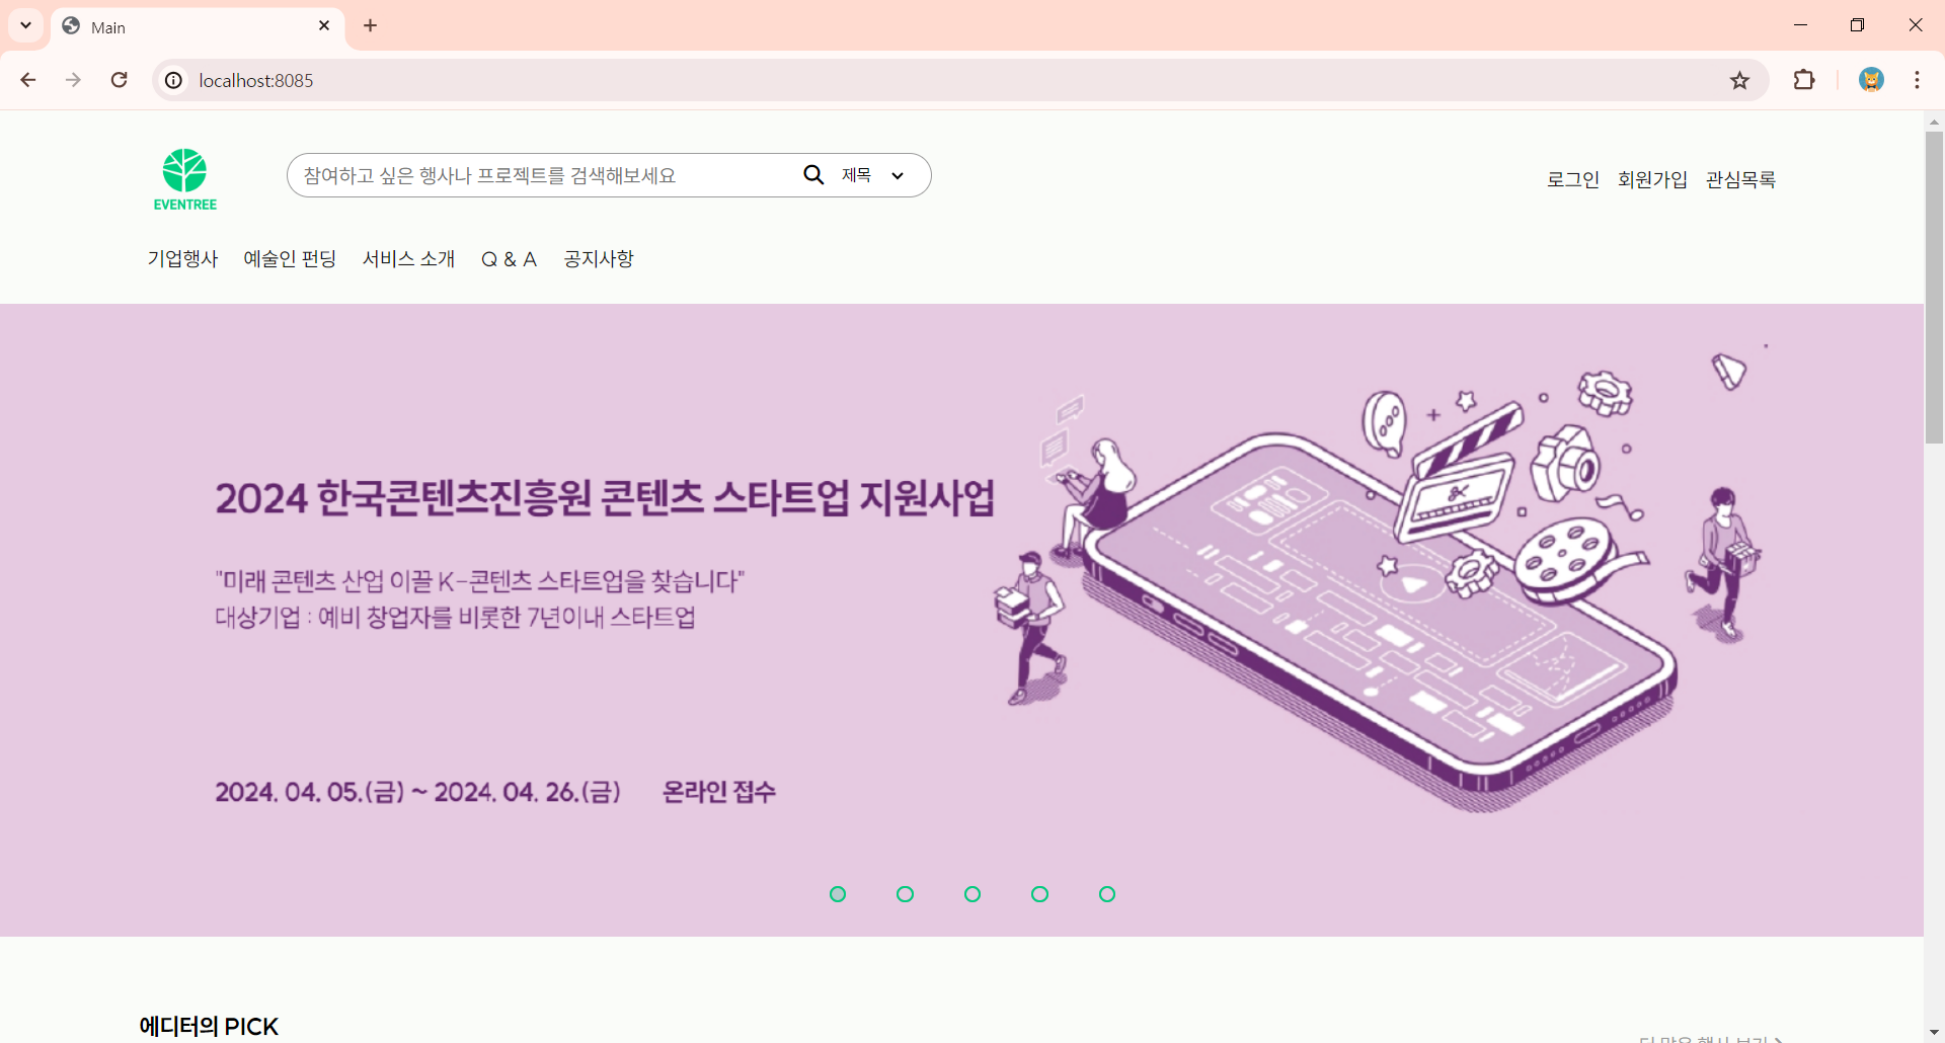 Main
localhost:8085
EVENTREE
참여하고 싶은 행사나 프로젝트를 검색해보세요
제목
로그인 회원가입 관심목록
기업행사 예술인 펀딩 서비스 소개 Q & A 공지사항
2024 한국콘텐츠진흥원 콘텐츠 스타트업 지원사업
"미래 콘텐츠 산업 이끌 K-콘텐츠 스타트업을 찾습니다"
대상기업 : 예비 창업자를 비롯한 7년이내 스타트업
2024. 04. 05.(금) ~ 2024. 04. 26.(금) 온라인 접수
에디터의 PICK
더 많은 행사 보기